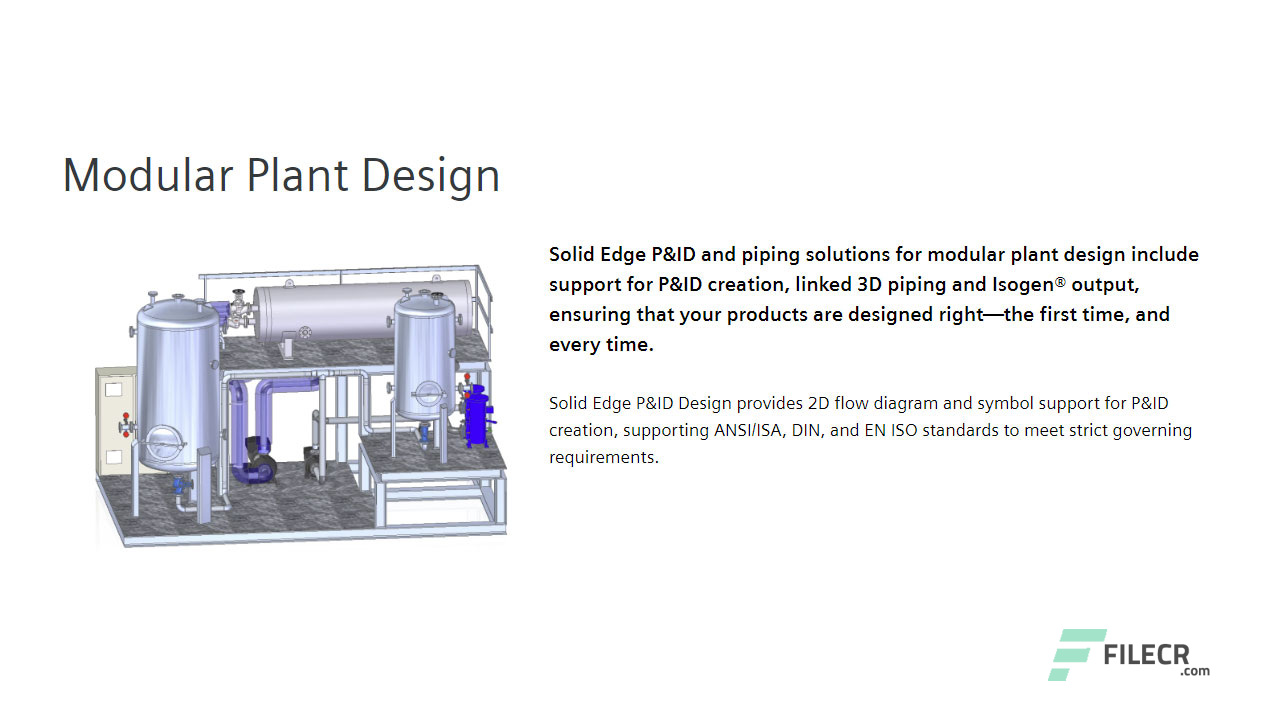 Modular Plant Design
Solid Edge P&ID and piping solutions for modular plant design include
support for P&ID creation, linked 3D piping and Isogen® output,
ensuring that your products are designed right—the first time, and
every time.
Solid Edge P&ID Design provides 2D flow diagram and symbol support for P&ID
creation, supporting ANSI/ISA, DIN, and EN ISO standards to meet strict governing
requirements.
FILECR
.com